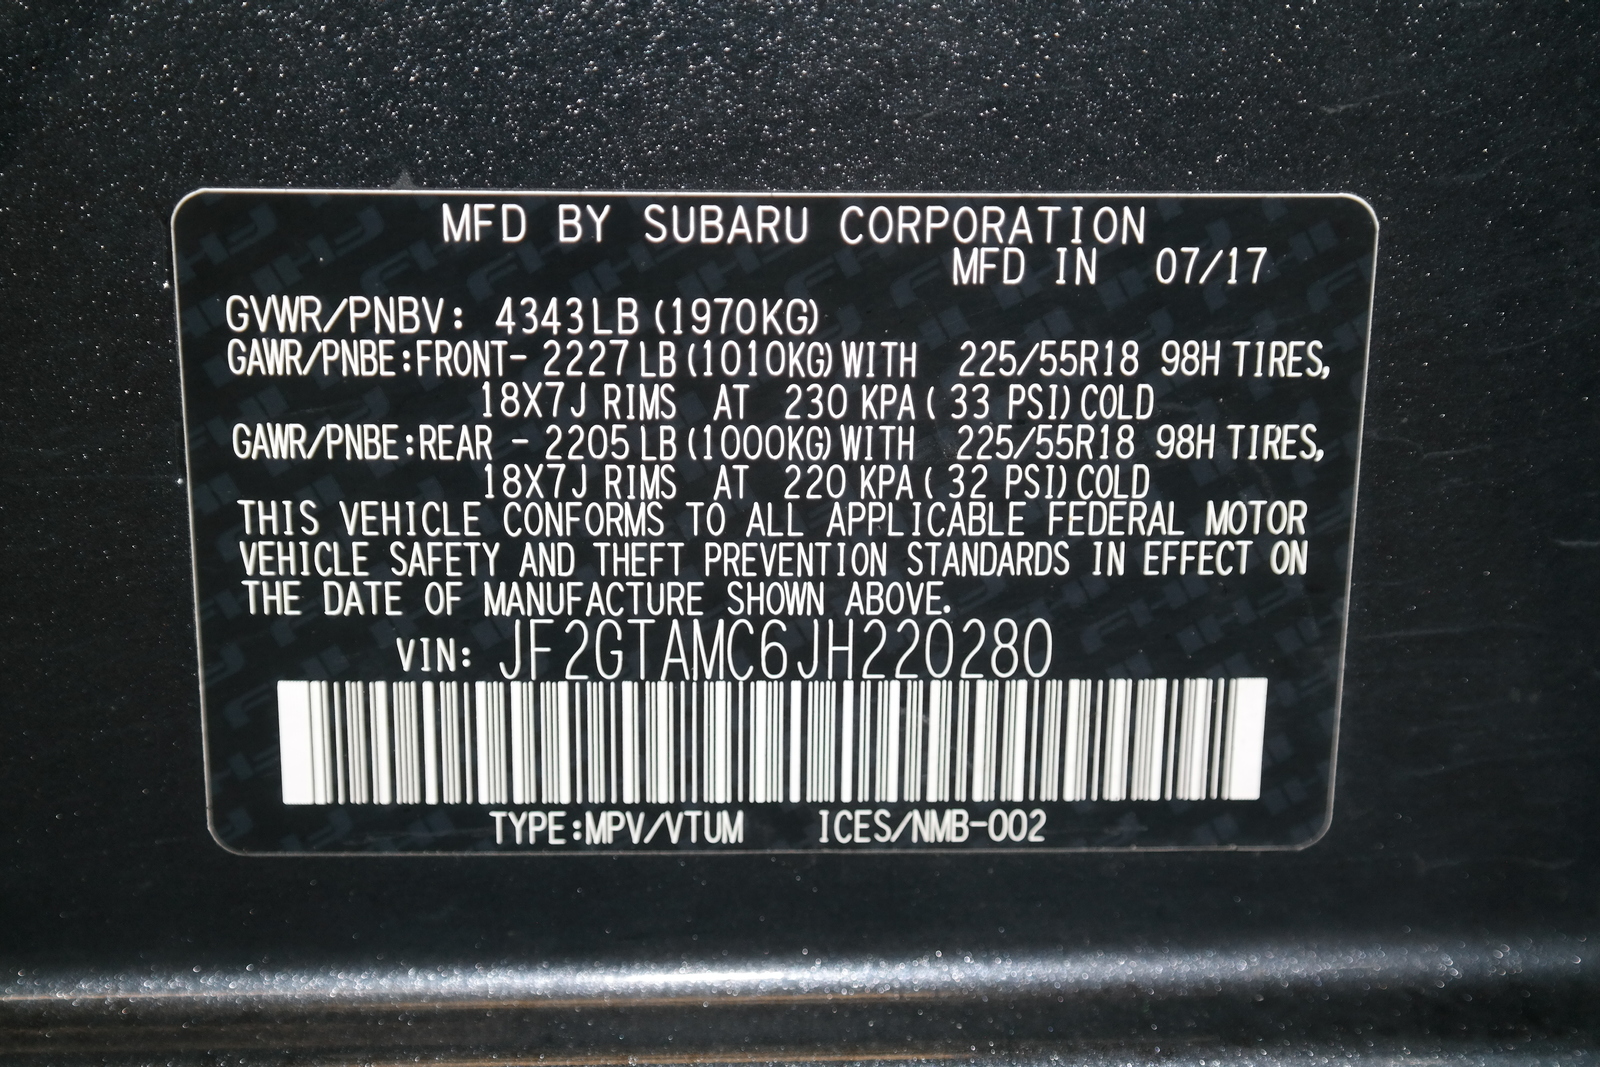 MFD BY SUBARU CORPORATION
MFD IN 07/17
GVWR/PNBV: 4343LB (1970KG)
GAWR/PNBE:FRONT- 2227LB (1010KG) WITH 225/55R18 98H TIRES,
18X7J RIMS AT 230 KPA ( 33 PSI) COLD
GAWR/PNBE:REAR - 2205LB (1000KG) WITH 225/55R18 98H TIRES,
18X7J RIMS AT 220 KPA ( 32 PSI) COLD
THIS VEHICLE CONFORMS TO ALL APPLICABLE FEDERAL MOTOR
VEHICLE SAFETY AND THEFT PREVENTION STANDARDS IN EFFECT ON
THE DATE OF MANUFACTURE SHOWN ABOVE.
VIN: JF2GTAMC6JH220280
TYPE:MPV/VTUM ICES/NMB-002